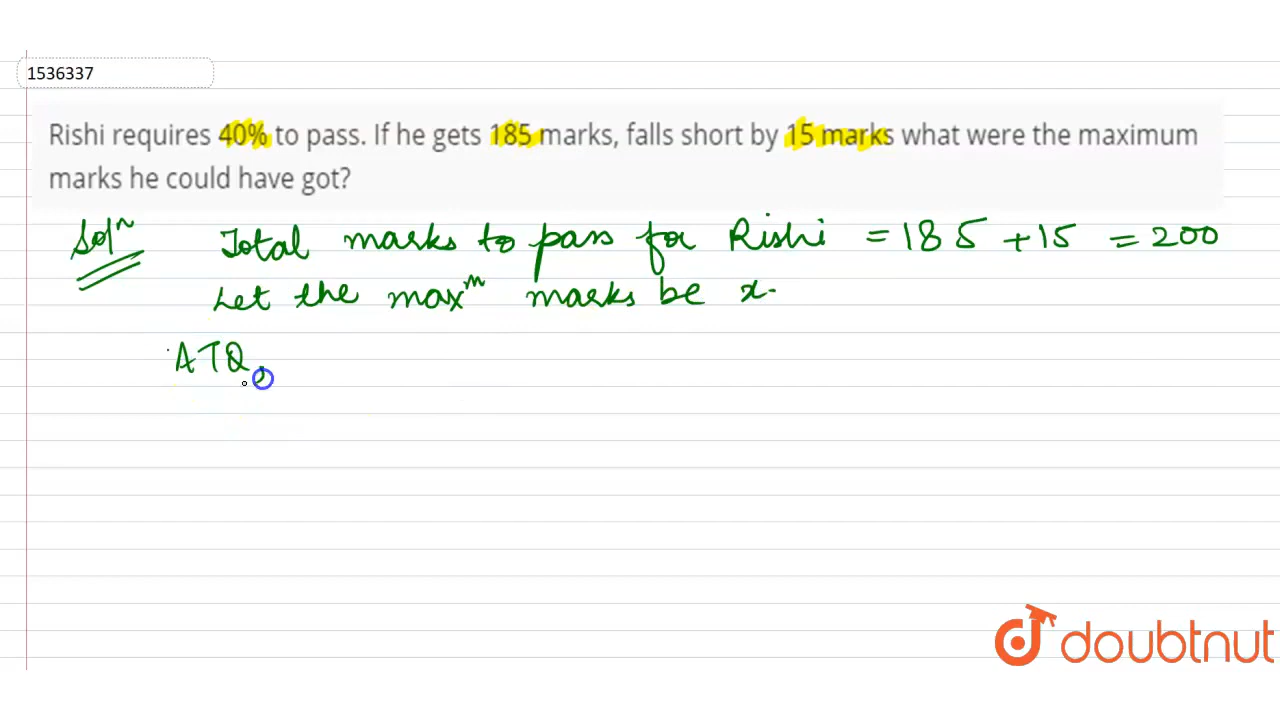 1536337
Rishi requires 40% to pass. If he gets 185 marks, falls short by 15 marks what were the maximum
marks he could have got?
Solⁿ Total marks to pass for Rishi = 185 + 15 = 200
Let the maxᵐ marks be x.
ATQ,
doubtnut